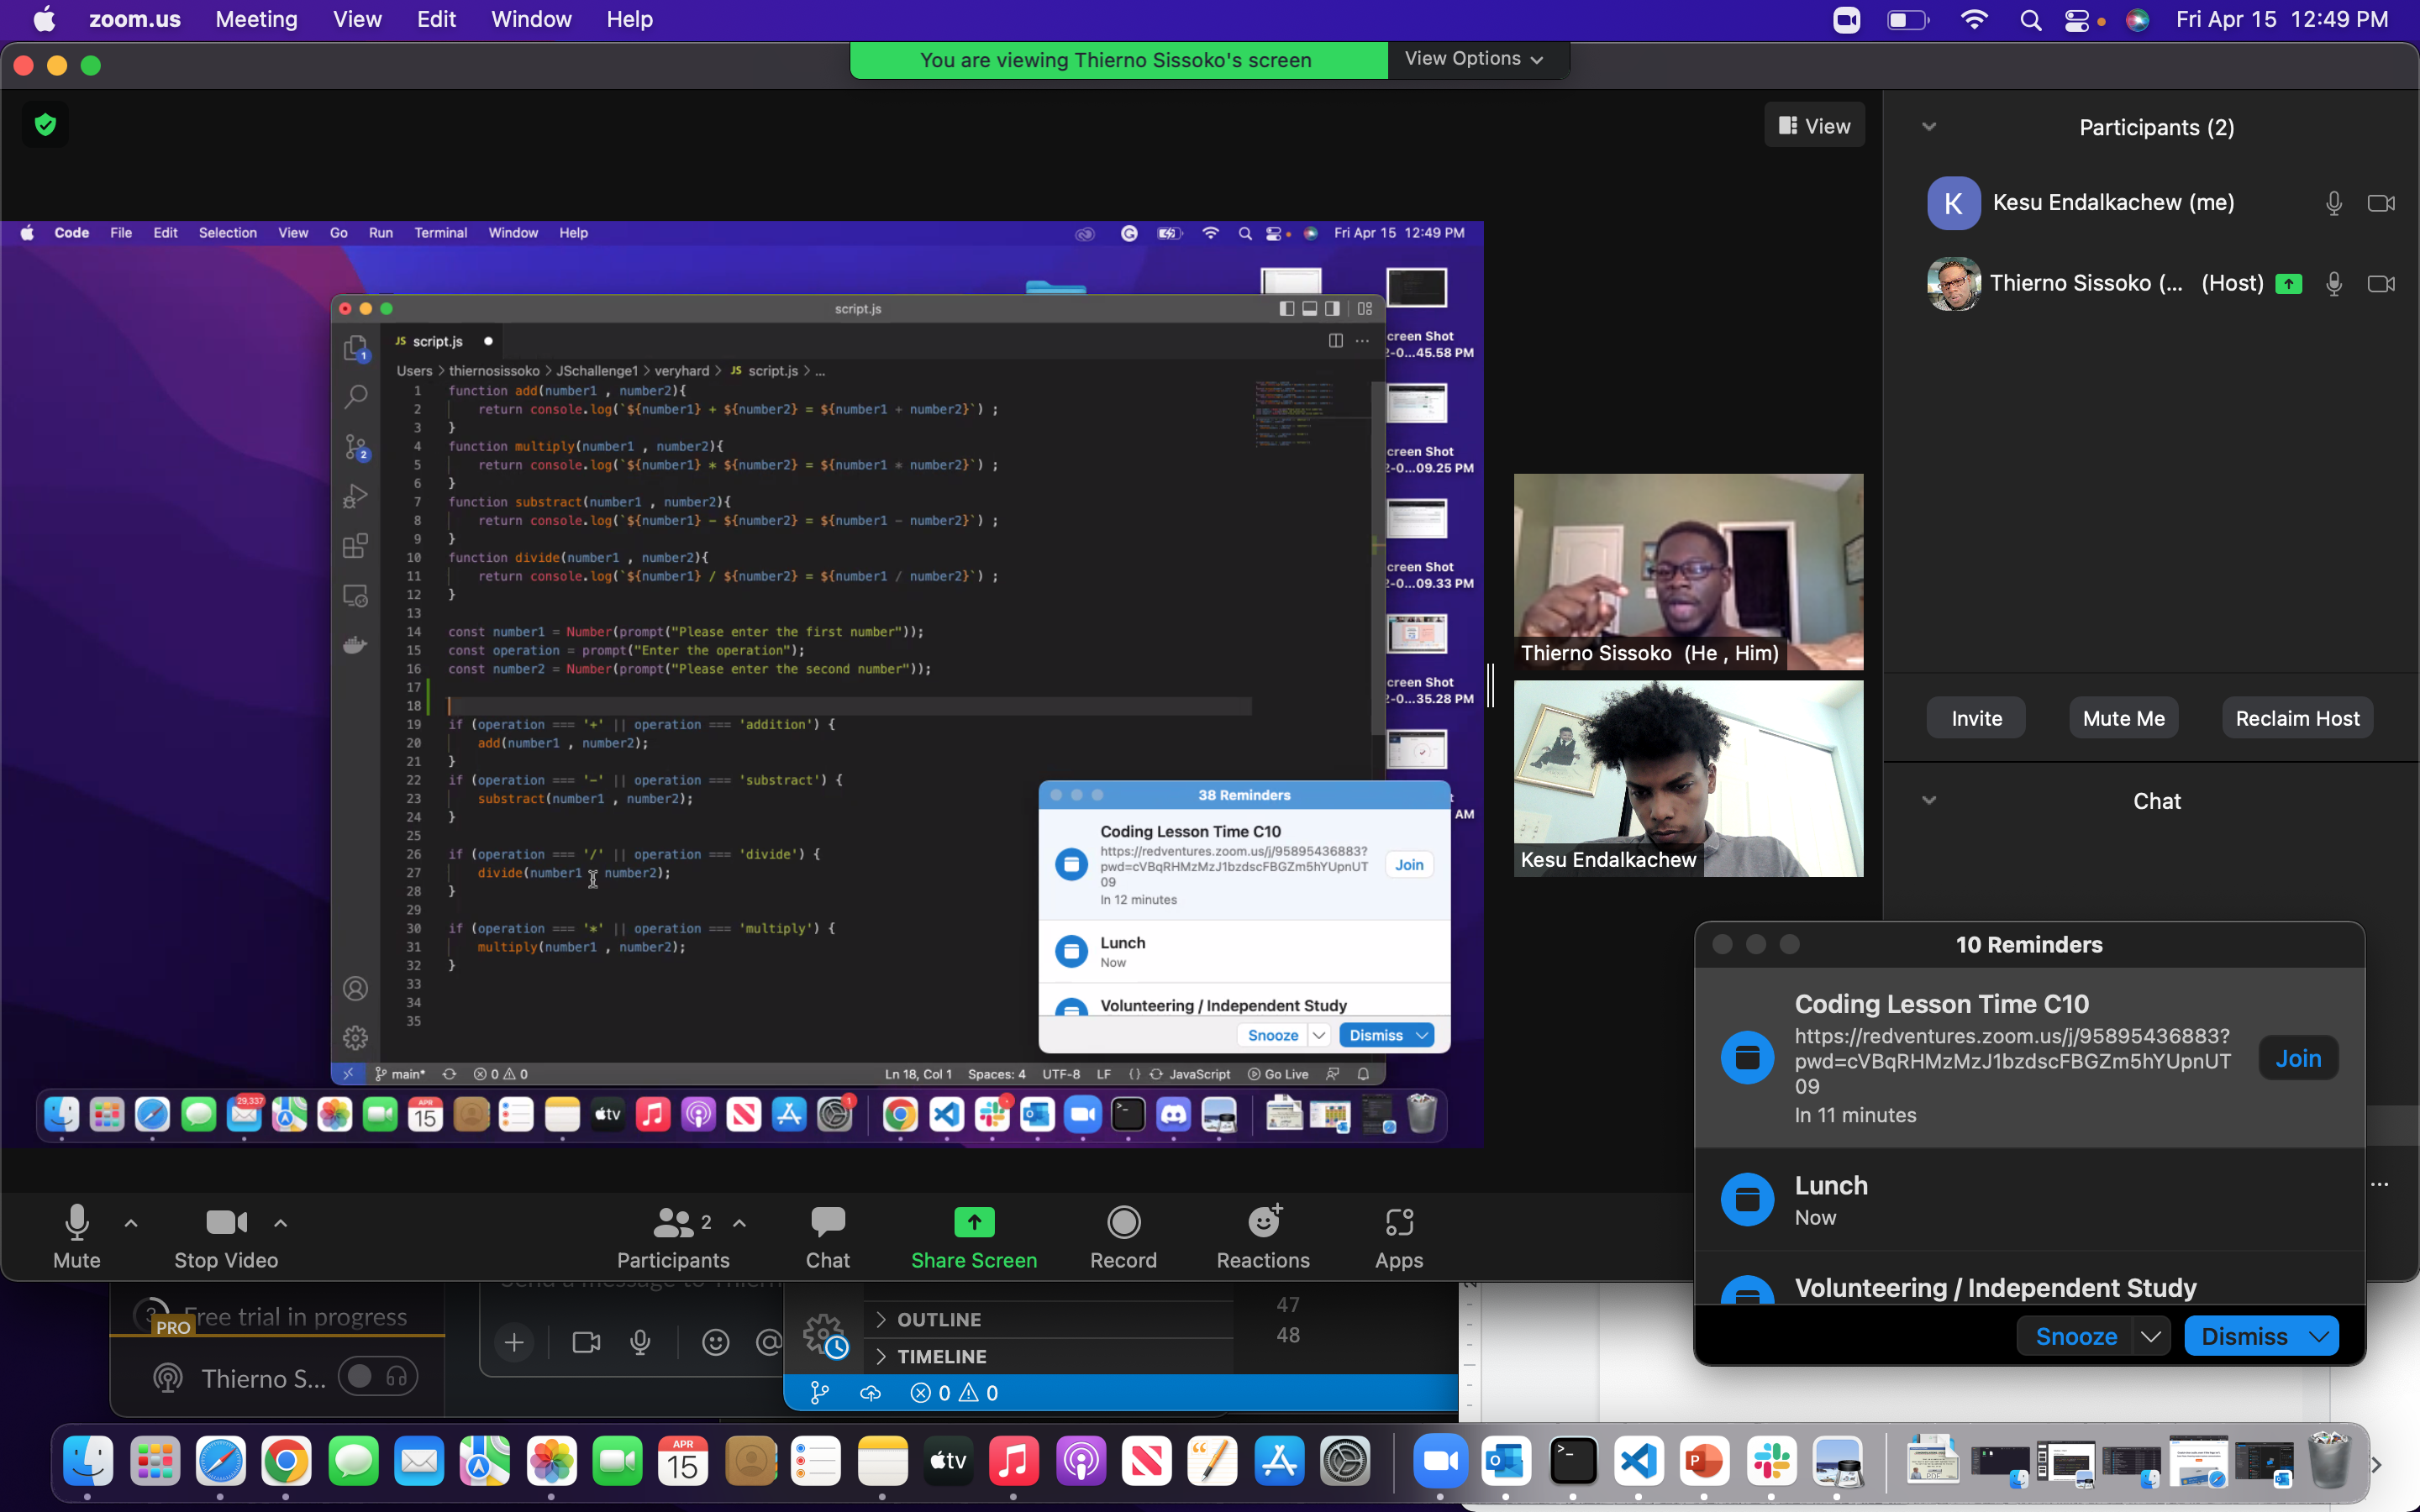 zoom.us Meeting View Edit Window Help
Fri Apr 15 12:49 PM
You are viewing Thierno Sissoko's screen
View Options
View
Participants (2)
K Kesu Endalkachew (me)
Thierno Sissoko (... (Host)
Code File Edit Selection View Go Run Terminal Window Help
Fri Apr 15 12:49 PM
script.js
JS script.js
Users > thiernosissoko > JSchallenge1 > veryhard > JS script.js > ...
1 function add(number1 , number2){
2 return console.log(`${number1} + ${number2} = ${number1 + number2}`) ;
3 }
4 function multiply(number1 , number2){
5 return console.log(`${number1} * ${number2} = ${number1 * number2}`) ;
6 }
7 function substract(number1 , number2){
8 return console.log(`${number1} - ${number2} = ${number1 - number2}`) ;
9 }
10 function divide(number1 , number2){
11 return console.log(`${number1} / ${number2} = ${number1 / number2}`) ;
12 }
13
14 const number1 = Number(prompt("Please enter the first number"));
15 const operation = prompt("Enter the operation");
16 const number2 = Number(prompt("Please enter the second number"));
17
18
19 if (operation === '+' || operation === 'addition') {
20 add(number1 , number2);
21 }
22 if (operation === '-' || operation === 'substract') {
23 substract(number1 , number2);
24 }
25
26 if (operation === '/' || operation === 'divide') {
27 divide(number1 , number2);
28 }
29
30 if (operation === '*' || operation === 'multiply') {
31 multiply(number1 , number2);
32 }
33
34
35
1
2
creen Shot
2-0...45.58 PM
creen Shot
2-0...09.25 PM
creen Shot
2-0...09.33 PM
creen Shot
2-0...35.28 PM
AM
38 Reminders
Coding Lesson Time C10
https://redventures.zoom.us/j/95895436883?
pwd=cVBqRHMzMzJ1bzdscFBGZm5hYUpnUT
09
In 12 minutes
Join
Lunch
Now
Volunteering / Independent Study
Snooze
Dismiss
main*
0 0
Ln 18, Col 1 Spaces: 4 UTF-8 LF {} JavaScript Go Live
29,337
APR
15
tv
1
Thierno Sissoko (He , Him)
Kesu Endalkachew
Invite Mute Me Reclaim Host
Chat
10 Reminders
Coding Lesson Time C10
https://redventures.zoom.us/j/95895436883?
pwd=cVBqRHMzMzJ1bzdscFBGZm5hYUpnUT
09
In 11 minutes
Join
Lunch
Now
Volunteering / Independent Study
Snooze
Dismiss
2
Mute Stop Video Participants Chat Share Screen Record Reactions Apps
Free trial in progress
3
PRO
Thierno S...
OUTLINE
TIMELINE
47
48
0 0
APR
15
tv
PDF